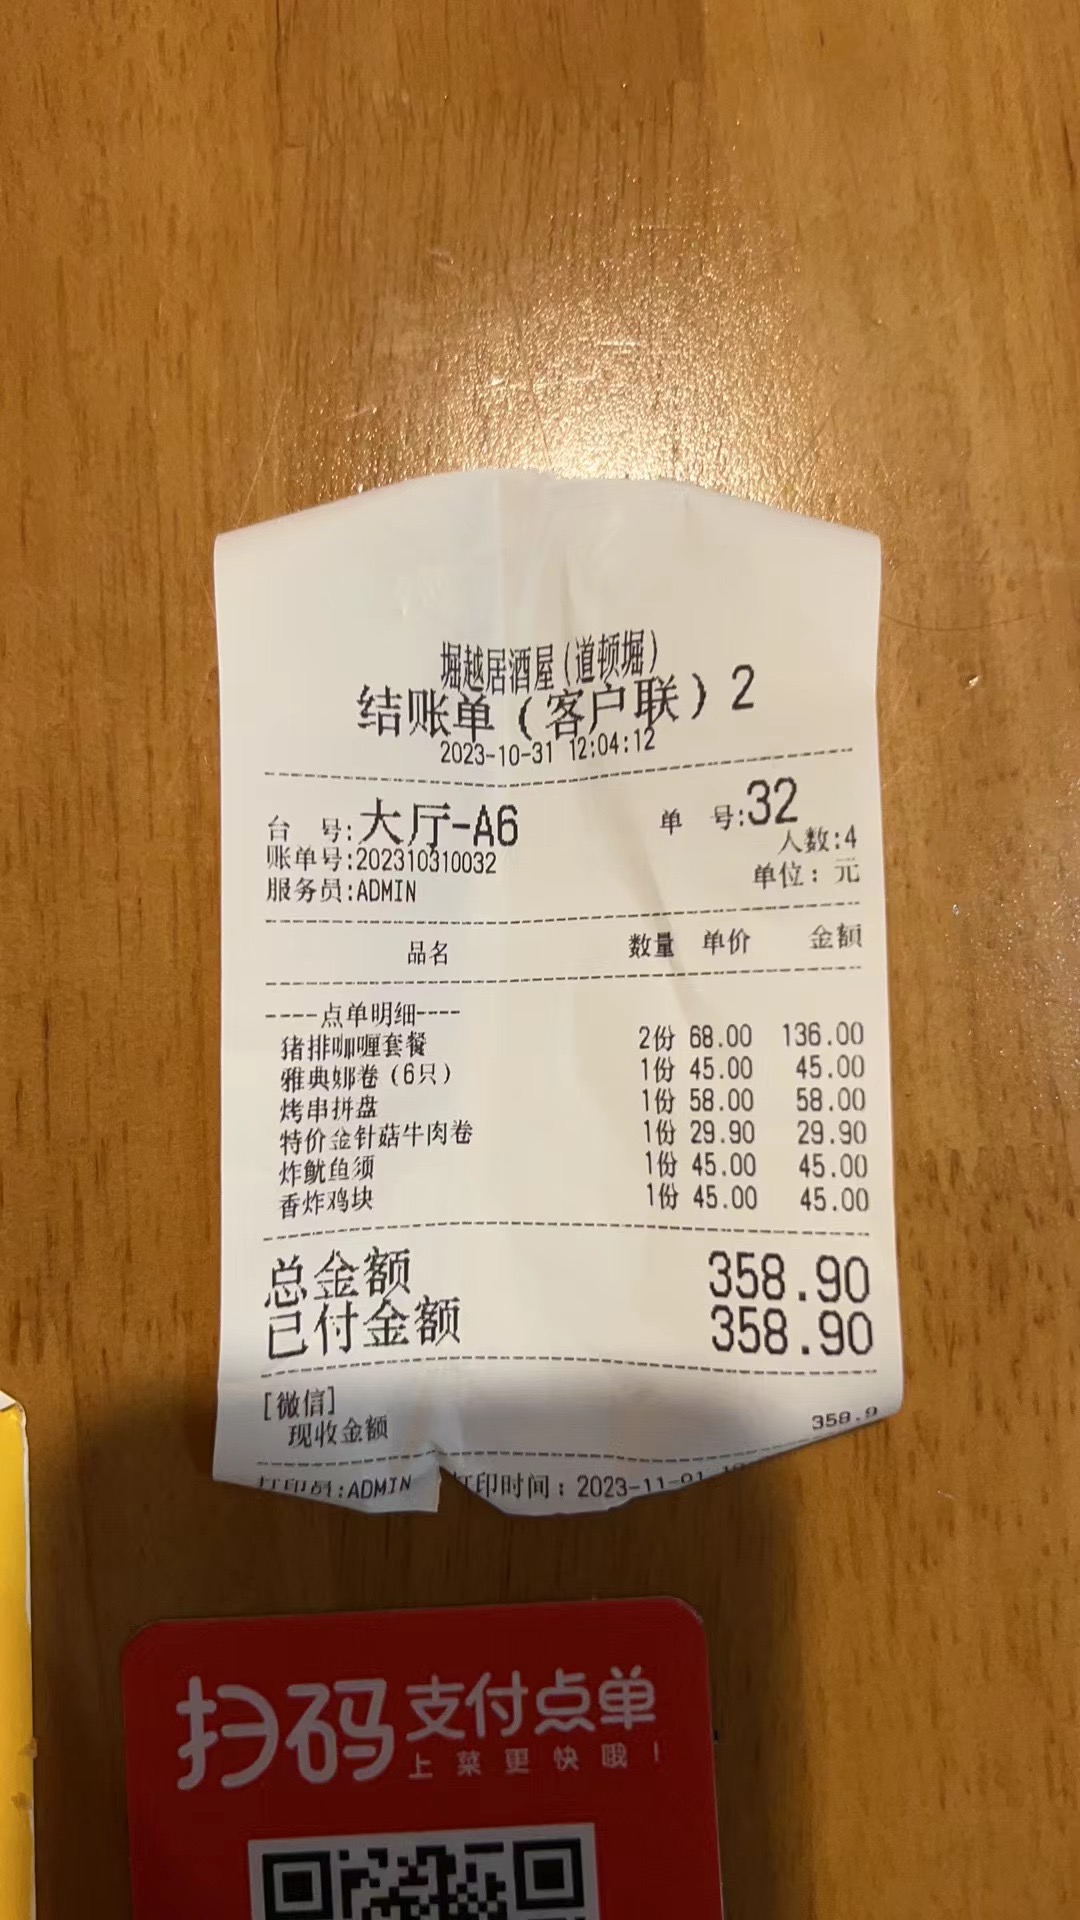 堀越居酒屋(道顿堀)
结账单(客户联)2
2023-10-31 12:04:12
台 号:大厅-A6 单 号:32
人数:4
账单号:202310310032
单位:元
服务员:ADMIN
品名 数量 单价 金额
----点单明细----
猪排咖喱套餐 2份 68.00 136.00
雅典娜卷(6只) 1份 45.00 45.00
烤串拼盘 1份 58.00 58.00
特价金针菇牛肉卷 1份 29.90 29.90
炸鱿鱼须 1份 45.00 45.00
香炸鸡块 1份 45.00 45.00
总金额 358.90
已付金额 358.90
[微信]
现收金额 358.9
打印员:ADMIN 打印时间:2023-11-01
扫码支付点单
上菜更快哦!